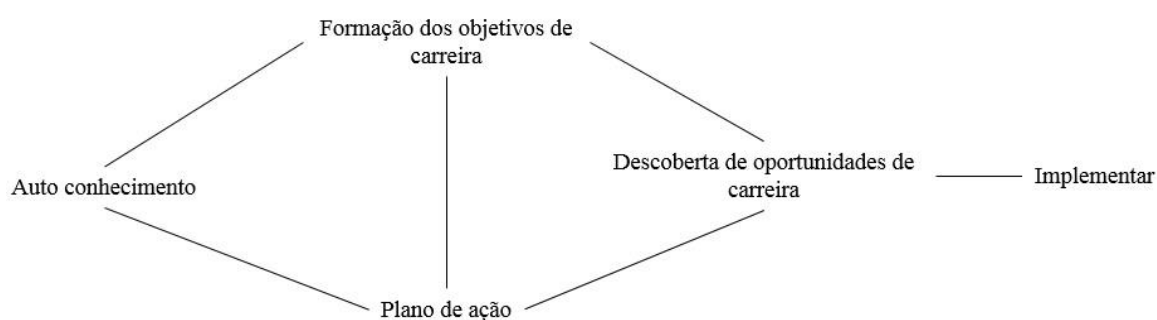 Formação dos objetivos de
carreira
Auto conhecimento
Descoberta de oportunidades de
carreira
Implementar
Plano de ação